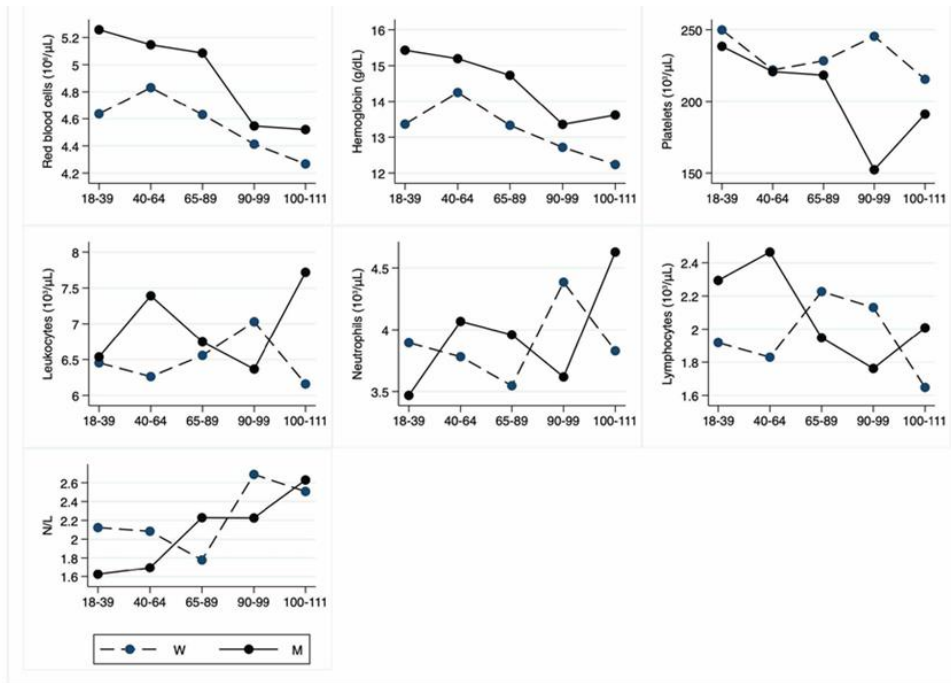 Red blood cells (10⁶/µL)
5.2
5
4.8
4.6
4.4
4.2
18-39 40-64 65-89 90-99 100-111
Hemoglobin (g/dL)
16
15
14
13
12
18-39 40-64 65-89 90-99 100-111
Platelets (10³/µL)
250
200
150
18-39 40-64 65-89 90-99 100-111
Leukocytes (10³/µL)
8
7.5
7
6.5
6
18-39 40-64 65-89 90-99 100-111
Neutrophils (10³/µL)
4.5
4
3.5
18-39 40-64 65-89 90-99 100-111
Lymphocytes (10³/µL)
2.4
2.2
2
1.8
1.6
18-39 40-64 65-89 90-99 100-111
N/L
2.6
2.4
2.2
2
1.8
1.6
18-39 40-64 65-89 90-99 100-111
W M